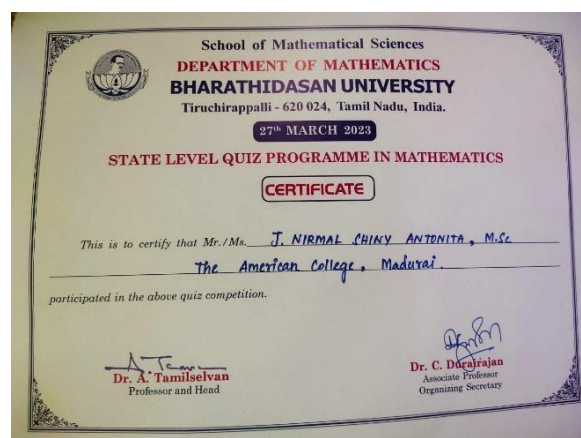 School of Mathematical Sciences
DEPARTMENT OF MATHEMATICS
BHARATHIDASAN UNIVERSITY
Tiruchirappalli - 620 024, Tamil Nadu, India.
27th MARCH 2023
STATE LEVEL QUIZ PROGRAMME IN MATHEMATICS
CERTIFICATE
This is to certify that Mr./Ms. J. NIRMAL SHINY ANTONITA, M.Sc
The American College, Madurai.
participated in the above quiz competition.
Dr. A. Tamilselvan
Professor and Head
Dr. C. Durairajan
Associate Professor
Organizing Secretary